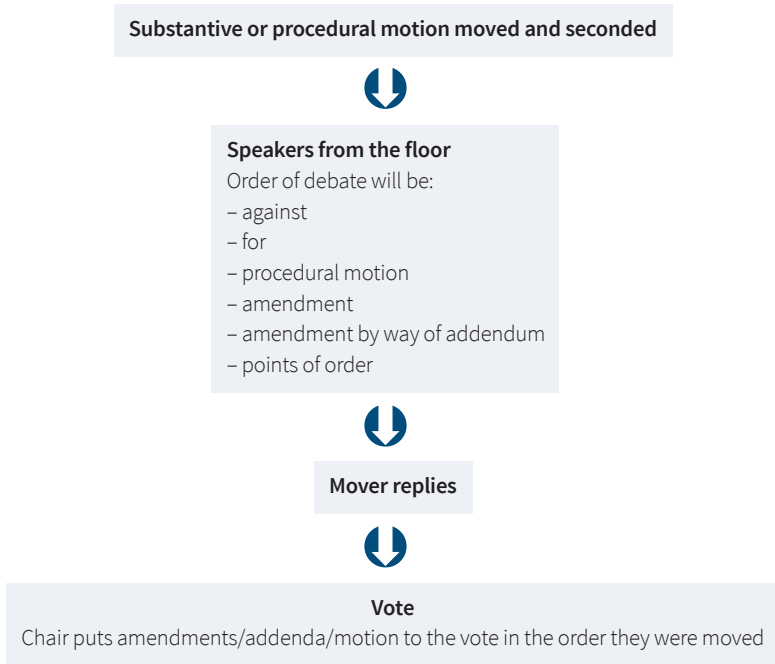 Substantive or procedural motion moved and seconded
Speakers from the floor
Order of debate will be:
– against
– for
– procedural motion
– amendment
– amendment by way of addendum
– points of order
Mover replies
Vote
Chair puts amendments/addenda/motion to the vote in the order they were moved